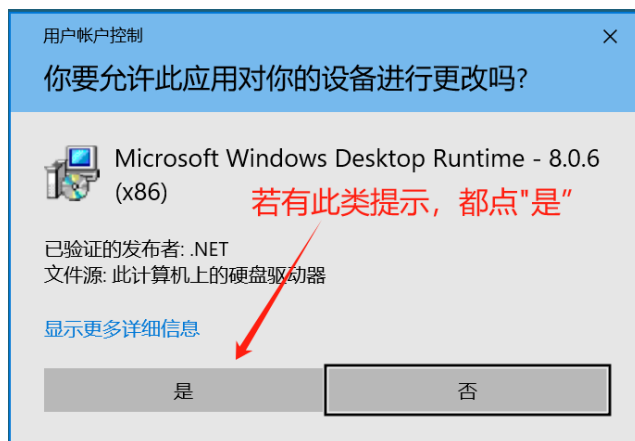 用户帐户控制
你要允许此应用对你的设备进行更改吗?
Microsoft Windows Desktop Runtime - 8.0.6
(x86)
若有此类提示，都点"是”
已验证的发布者: .NET
文件源: 此计算机上的硬盘驱动器
显示更多详细信息
是
否